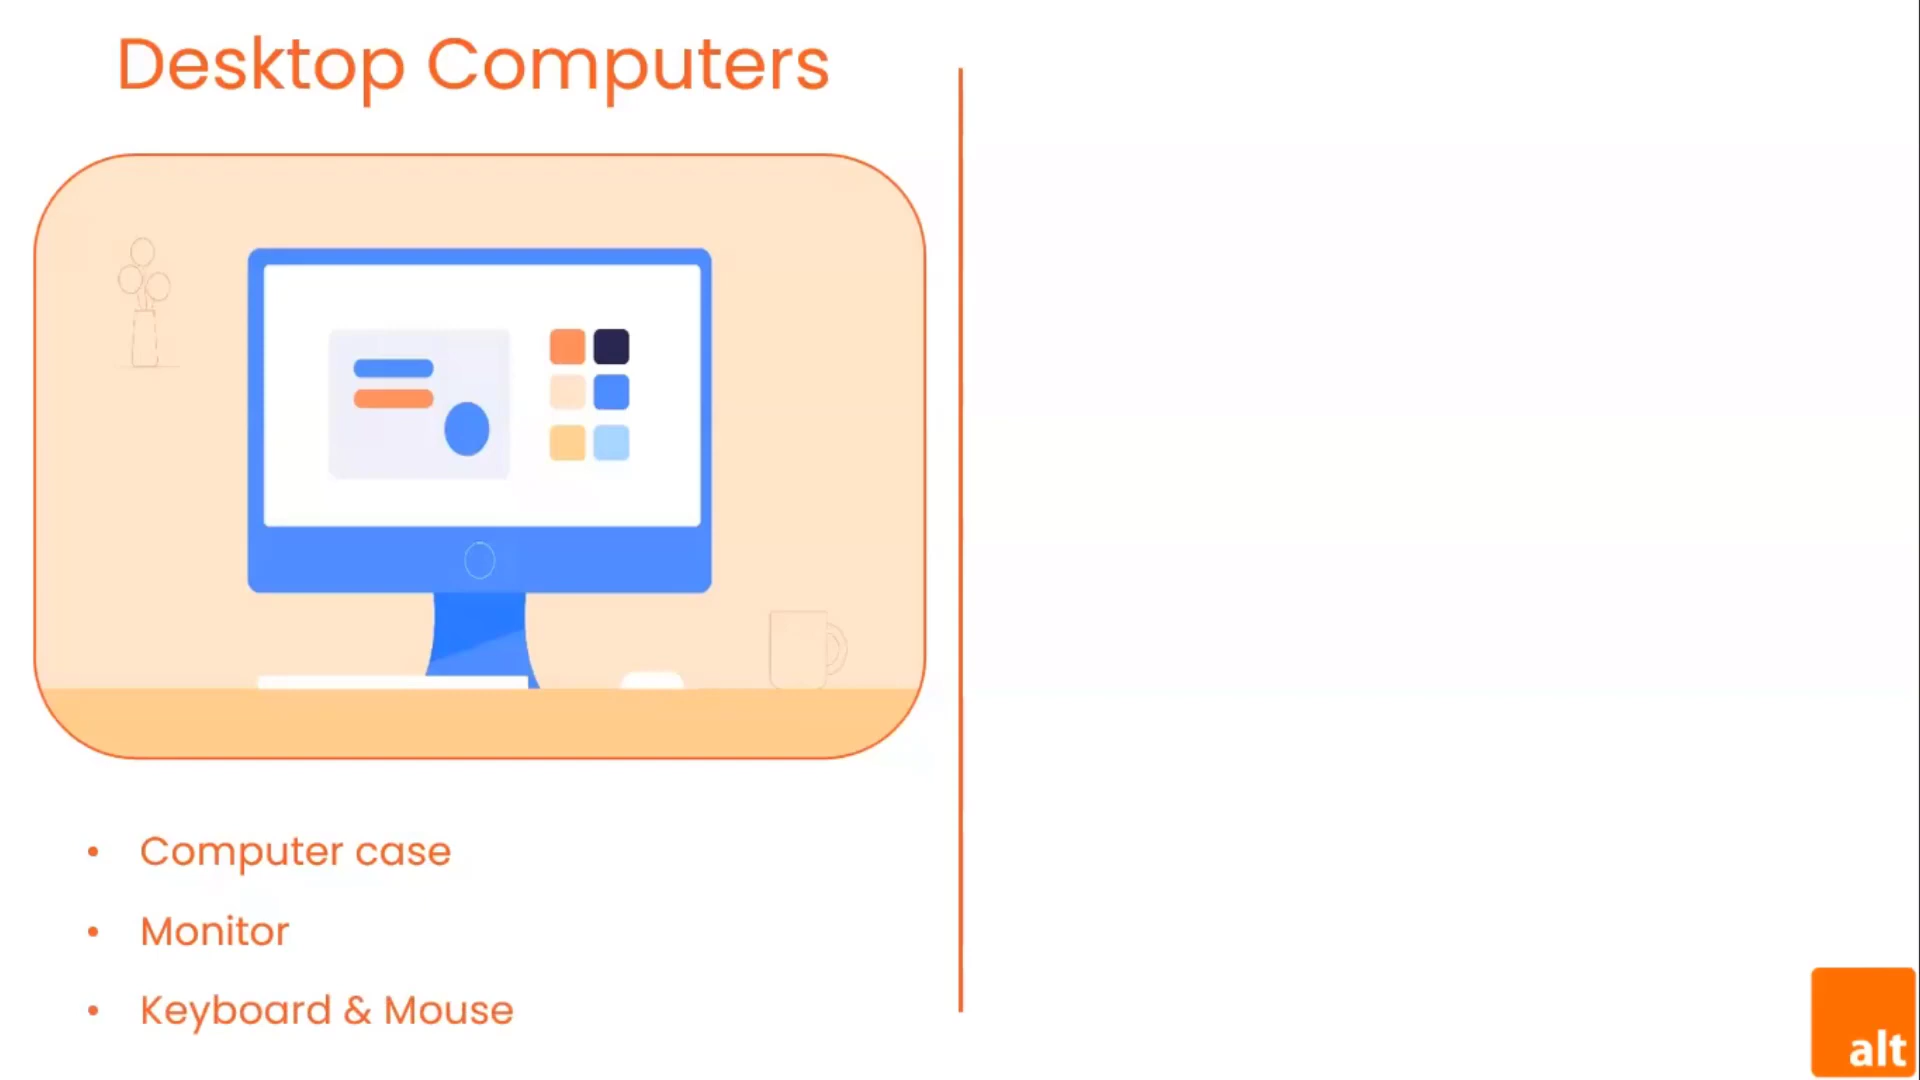 Desktop Computers
• Computer case
• Monitor
• Keyboard & Mouse
alt